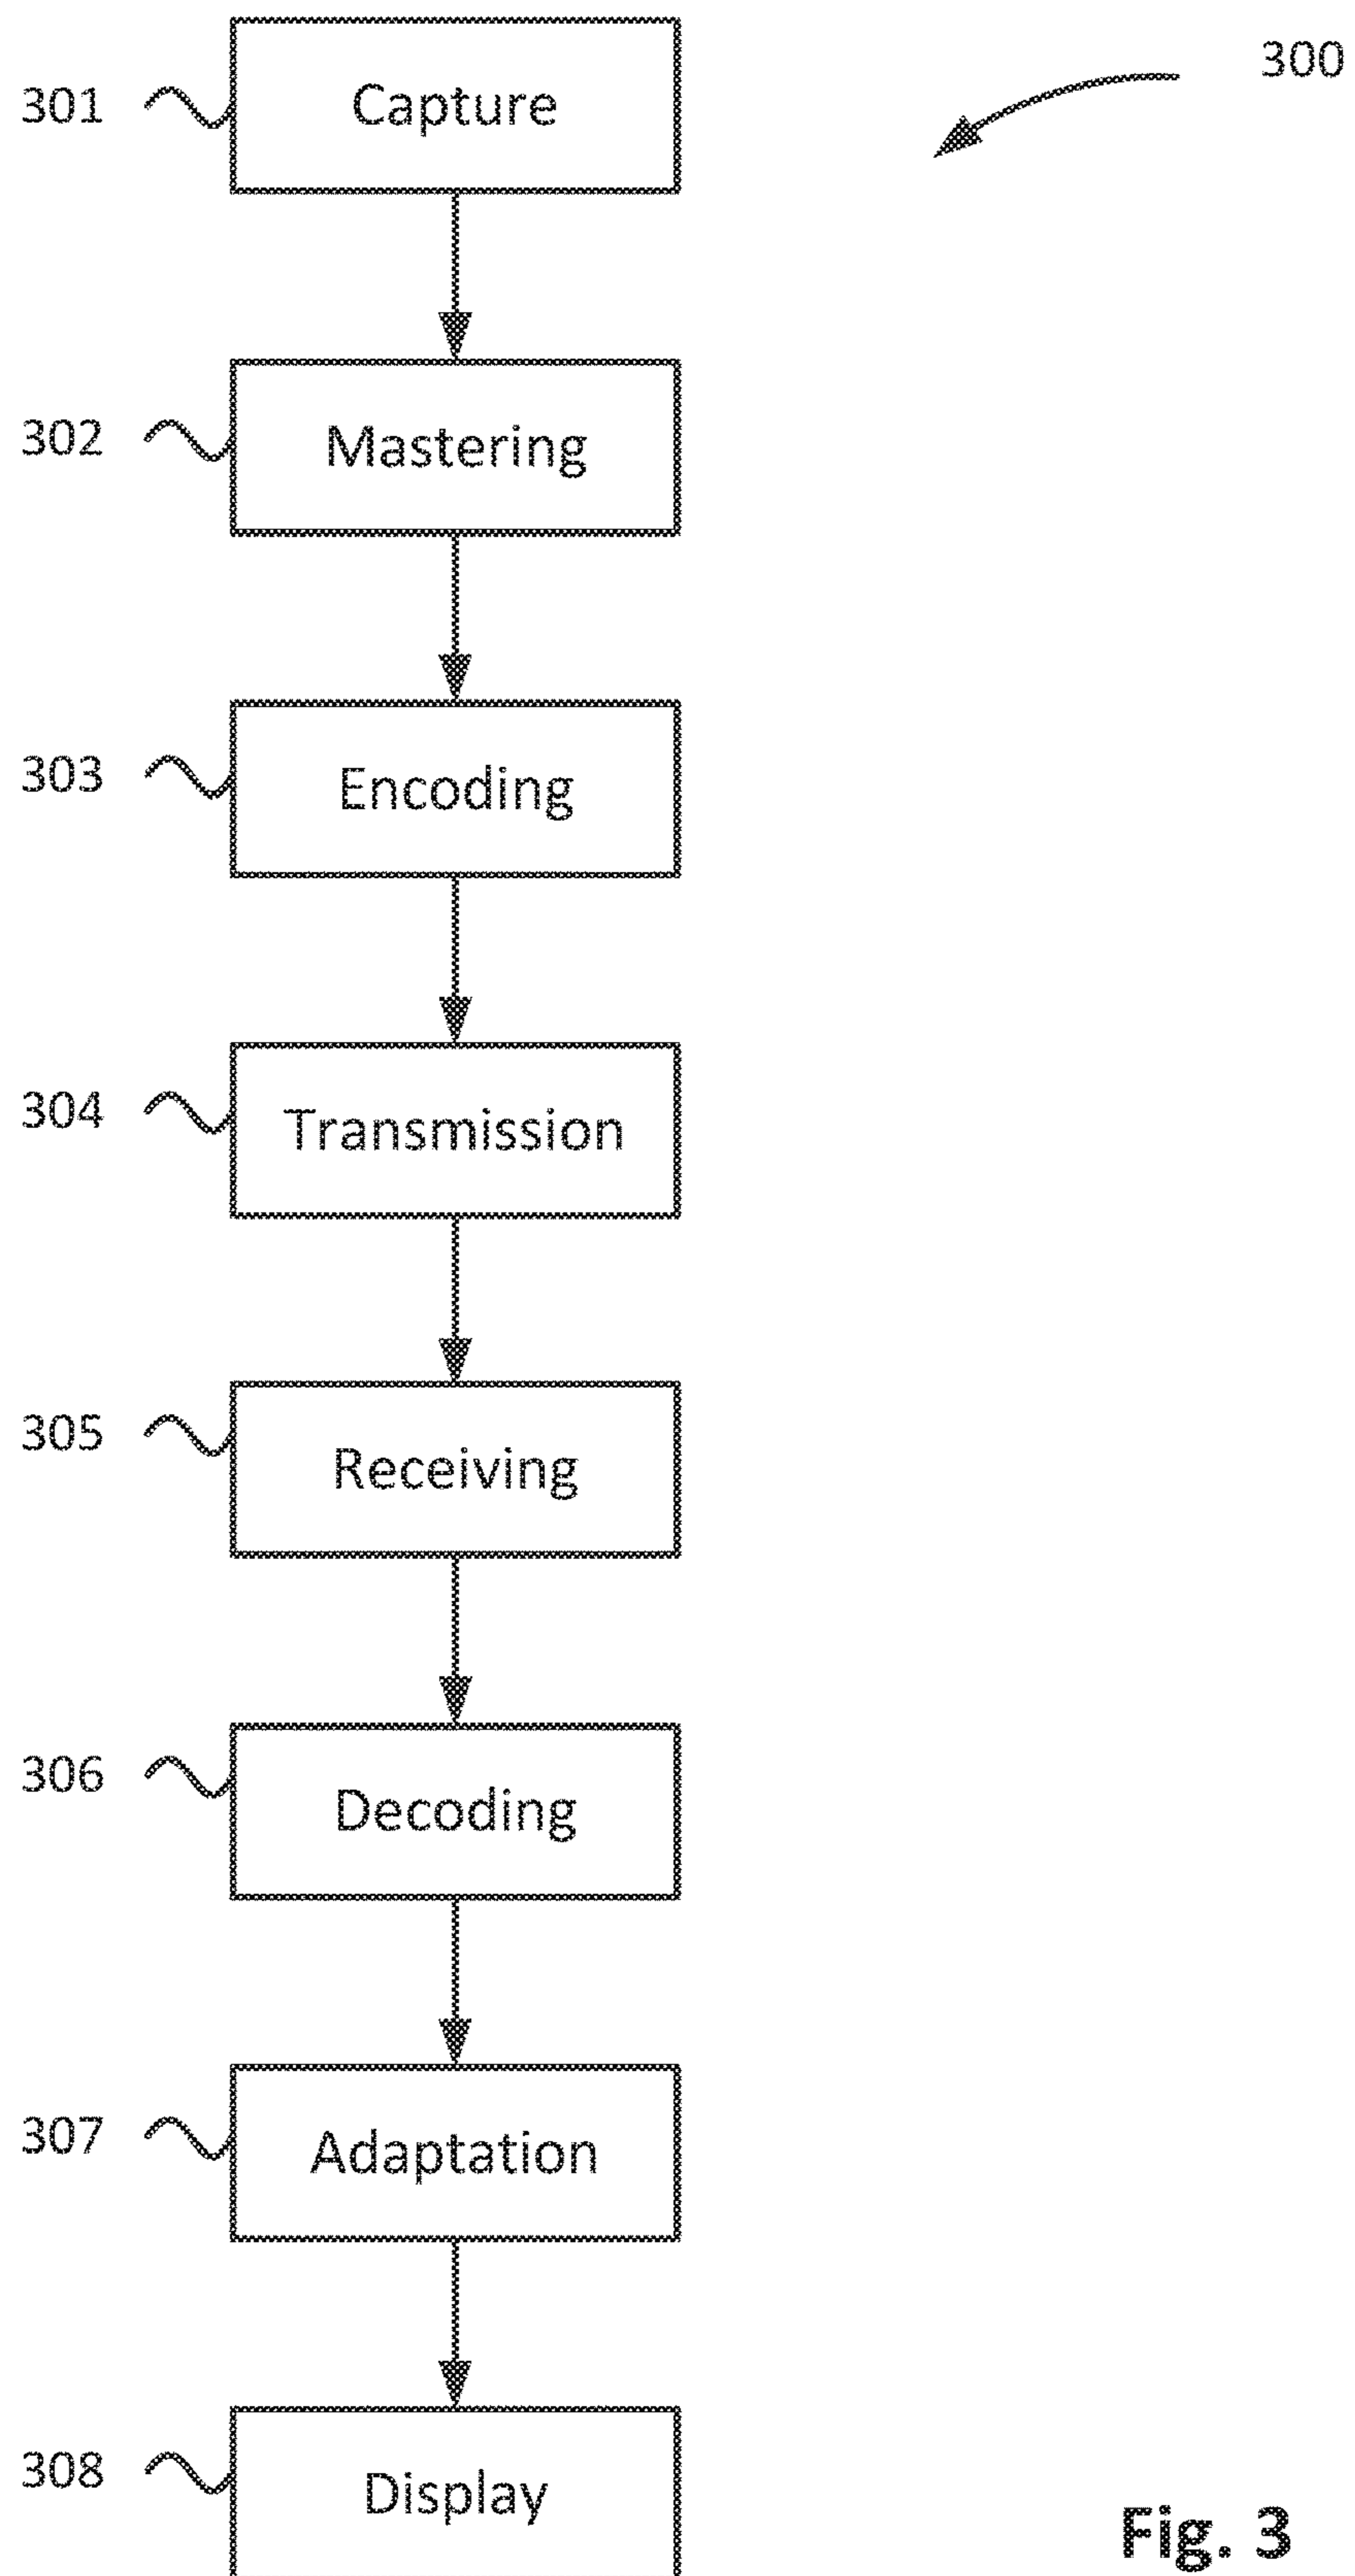 300
301 Capture
302 Mastering
303 Encoding
304 Transmission
305 Receiving
306 Decoding
307 Adaptation
308 Display
Fig. 3